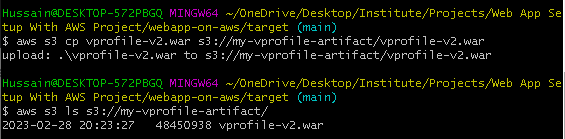 Hussain@DESKTOP-572PBGQ MINGW64 ~/OneDrive/Desktop/Institute/Projects/Web App Se
tup With AWS Project/webapp-on-aws/target (main)
$ aws s3 cp vprofile-v2.war s3://my-vprofile-artifact/vprofile-v2.war
upload: .\vprofile-v2.war to s3://my-vprofile-artifact/vprofile-v2.war
Hussain@DESKTOP-572PBGQ MINGW64 ~/OneDrive/Desktop/Institute/Projects/Web App Se
tup With AWS Project/webapp-on-aws/target (main)
$ aws s3 ls s3://my-vprofile-artifact/
2023-02-28 20:23:27   48450938 vprofile-v2.war